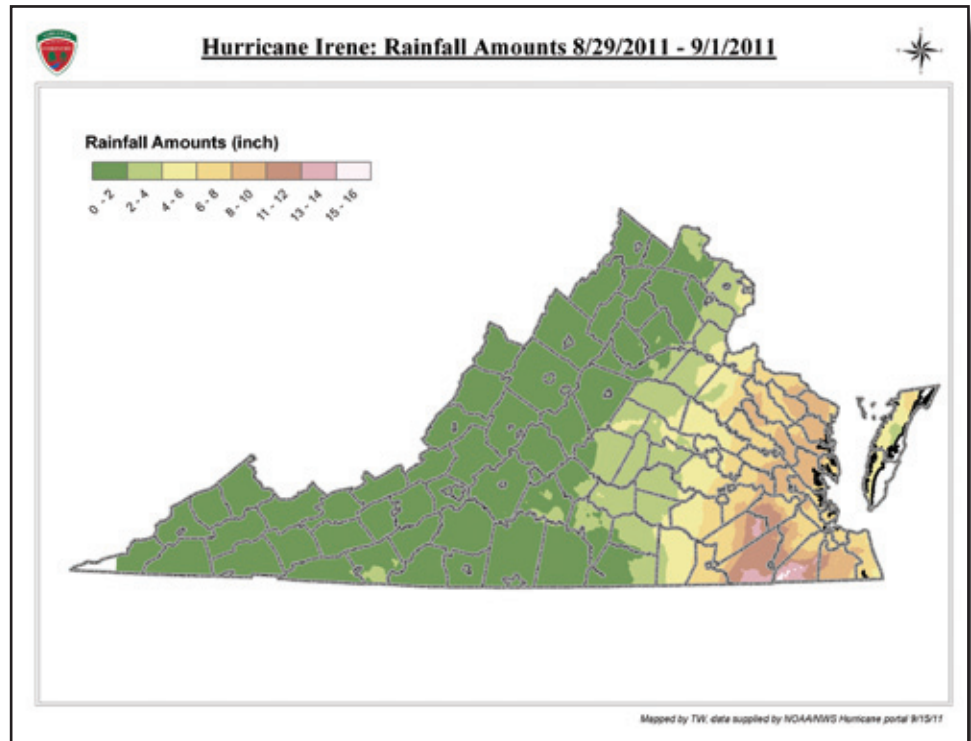 Hurricane Irene: Rainfall Amounts 8/29/2011 - 9/1/2011
Rainfall Amounts (inch)
0 - 2
2 - 4
4 - 6
6 - 8
8 - 10
11 - 12
13 - 14
15 - 16
Mapped by TW, data supplied by NOAA/NWS Hurricane portal 9/15/11